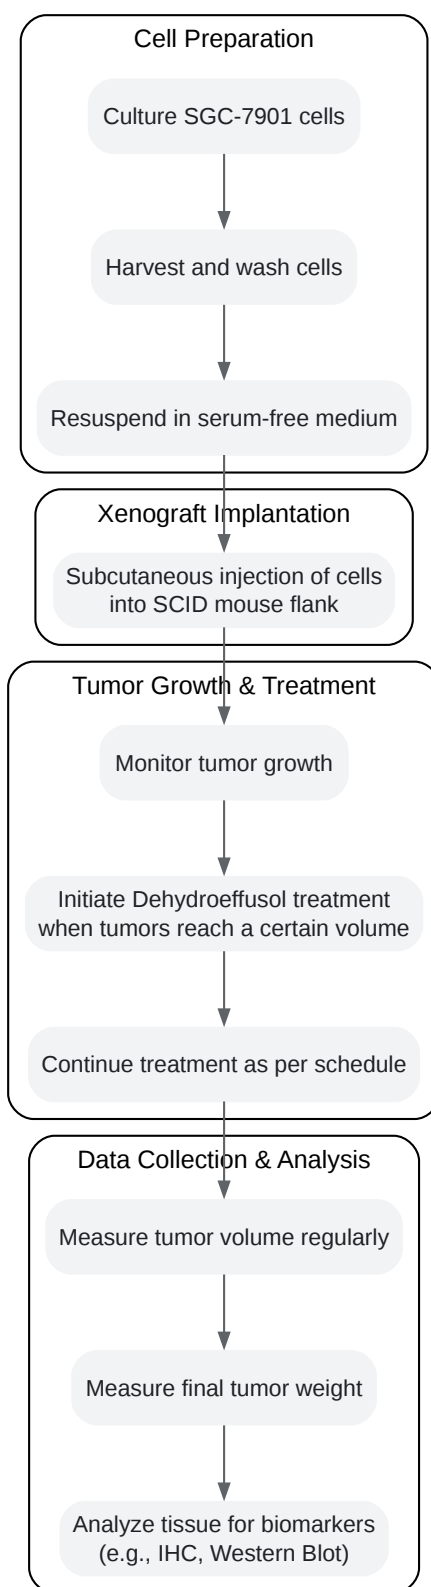 Cell Preparation
Culture SGC-7901 cells
Harvest and wash cells
Resuspend in serum-free medium
Xenograft Implantation
Subcutaneous injection of cells
into SCID mouse flank
Tumor Growth & Treatment
Monitor tumor growth
Initiate Dehydroeffusol treatment
when tumors reach a certain volume
Continue treatment as per schedule
Data Collection & Analysis
Measure tumor volume regularly
Measure final tumor weight
Analyze tissue for biomarkers
(e.g., IHC, Western Blot)